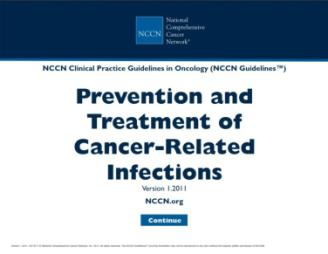 NCCN
National
Comprehensive
Cancer
Network®
NCCN Clinical Practice Guidelines in Oncology (NCCN Guidelines™)
Prevention and
Treatment of
Cancer-Related
Infections
Version 1.2011
NCCN.org
Continue